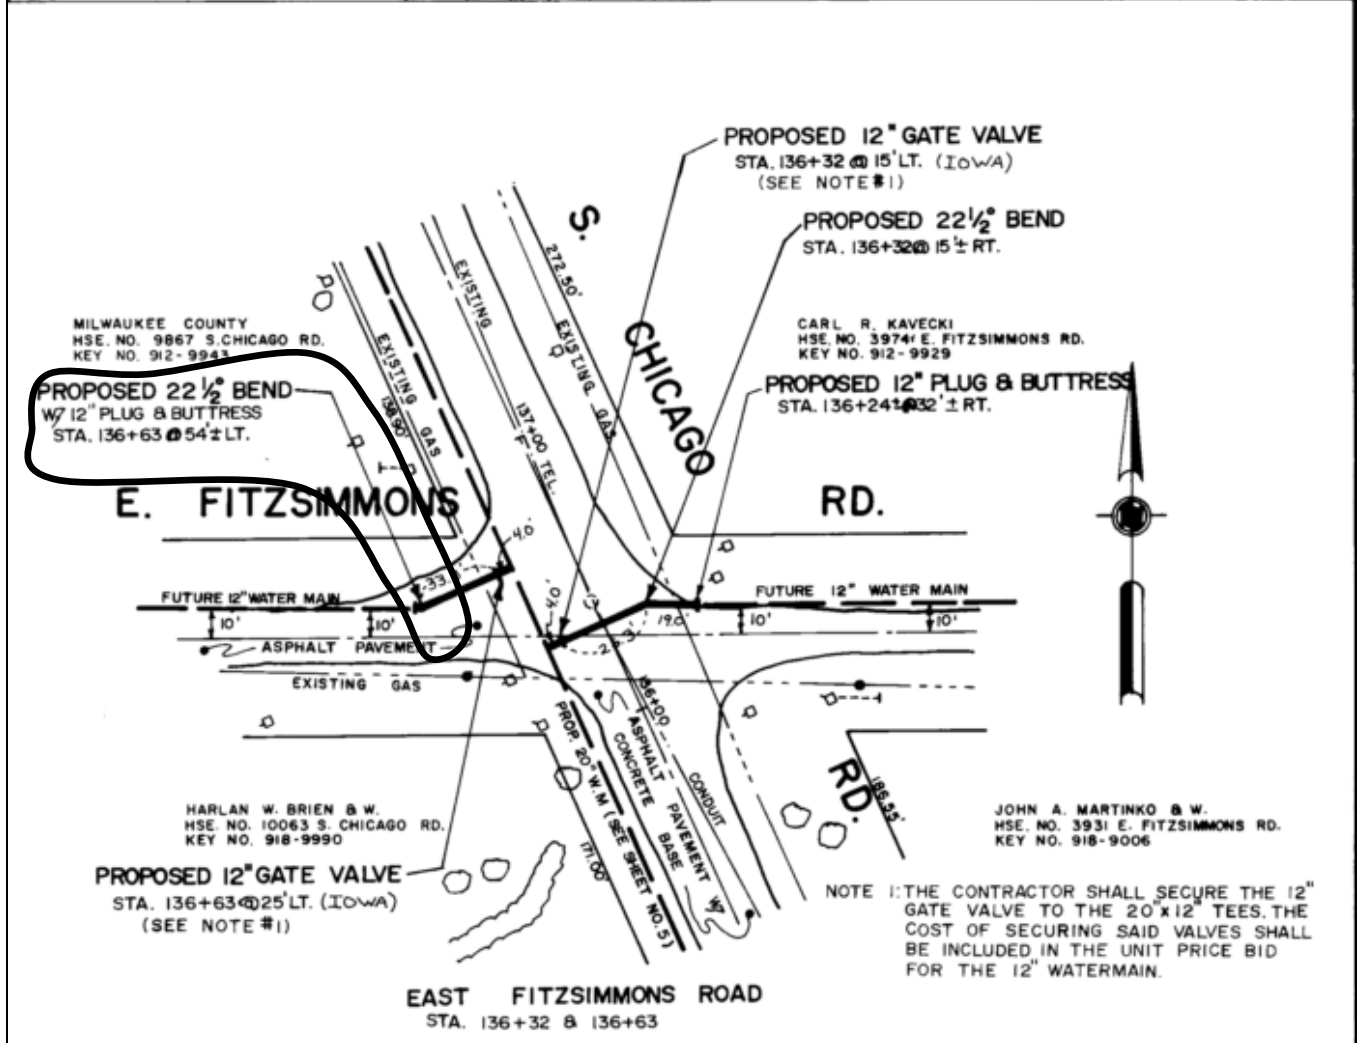 PROPOSED 12" GATE VALVE
STA. 136+32 @ 15' LT. (IOWA)
(SEE NOTE #1)
PROPOSED 22½° BEND
STA. 136+32@ 15'± RT.
S. CHICAGO RD.
272.50'
EXISTING GAS
EXISTING
EXISTING GAS
138.90'
137+00 TEL.
MILWAUKEE COUNTY
HSE. NO. 9867 S.CHICAGO RD.
KEY NO. 912-9943
CARL R. KAVECKI
HSE. NO. 3974 E. FITZSIMMONS RD.
KEY NO. 912-9929
PROPOSED 22½° BEND
W/ 12" PLUG & BUTTRESS
STA. 136+63 @ 54'± LT.
PROPOSED 12" PLUG & BUTTRESS
STA. 136+24± @ 32' ± RT.
E. FITZSIMMONS RD.
4.0'
33.
FUTURE 12" WATER MAIN
10'
10'
4.0'
19.0
FUTURE 12" WATER MAIN
10'
10'
ASPHALT PAVEMENT
EXISTING GAS
136+00
PROP. 20" W.M (SEE SHEET NO.5)
ASPHALT PAVEMENT W/
CONCRETE BASE
CONDUIT
171.00'
186.55'
HARLAN W. BRIEN & W.
HSE. NO. 10063 S. CHICAGO RD.
KEY NO. 918-9990
JOHN A. MARTINKO & W.
HSE. NO. 3931 E. FITZSIMMONS RD.
KEY NO. 918-9006
PROPOSED 12" GATE VALVE
STA. 136+63@25' LT. (IOWA)
(SEE NOTE #1)
NOTE 1: THE CONTRACTOR SHALL SECURE THE 12"
GATE VALVE TO THE 20"x12" TEES. THE
COST OF SECURING SAID VALVES SHALL
BE INCLUDED IN THE UNIT PRICE BID
FOR THE 12" WATERMAIN.
EAST FITZSIMMONS ROAD
STA. 136+32 & 136+63